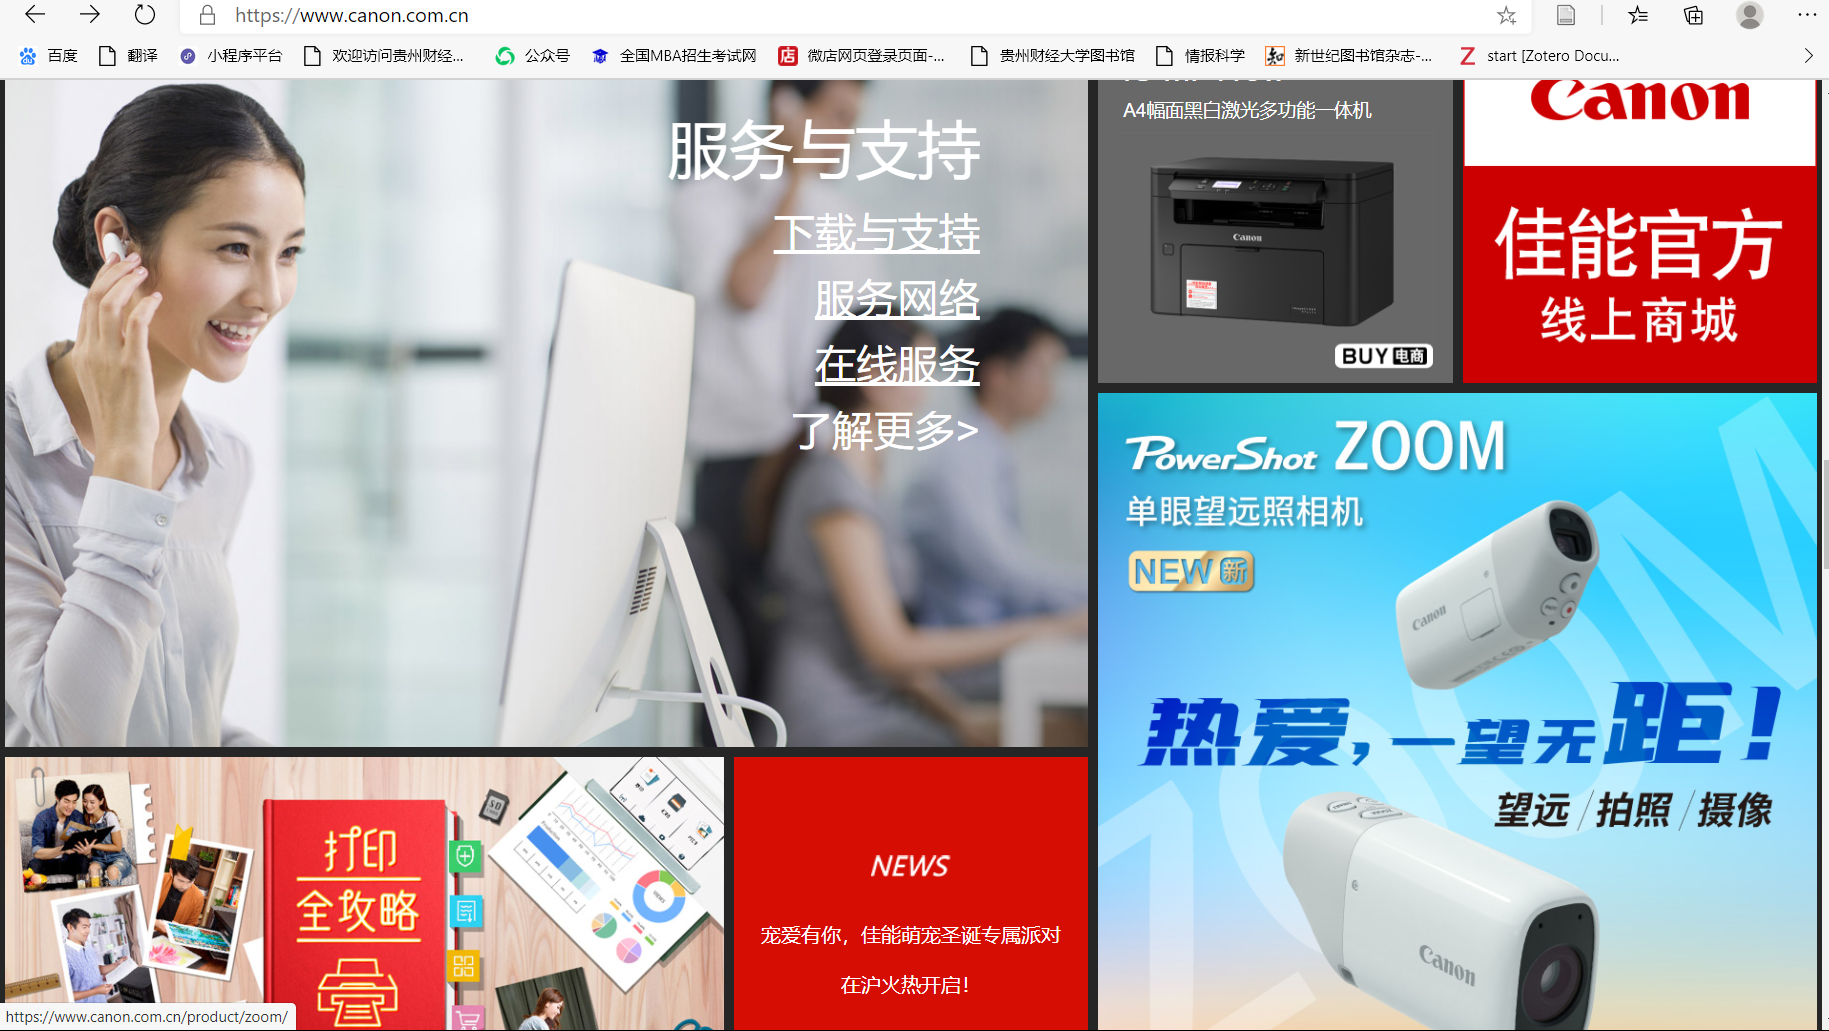 https://www.canon.com.cn
百度
翻译
小程序平台
欢迎访问贵州财经...
公众号
全国MBA招生考试网
微店网页登录页面-...
贵州财经大学图书馆
情报科学
新世纪图书馆杂志-...
start [Zotero Docu...
服务与支持
下载与支持
服务网络
在线服务
了解更多>
A4幅面黑白激光多功能一体机
Canon
BUY 电商
Canon
佳能官方
线上商城
PowerShot ZOOM
单眼望远照相机
NEW 新
Canon
热爱，一望无距！
望远/拍照/摄像
Canon
打印
全攻略
NEWS
宠爱有你，佳能萌宠圣诞专属派对
在沪火热开启！
https://www.canon.com.cn/product/zoom/